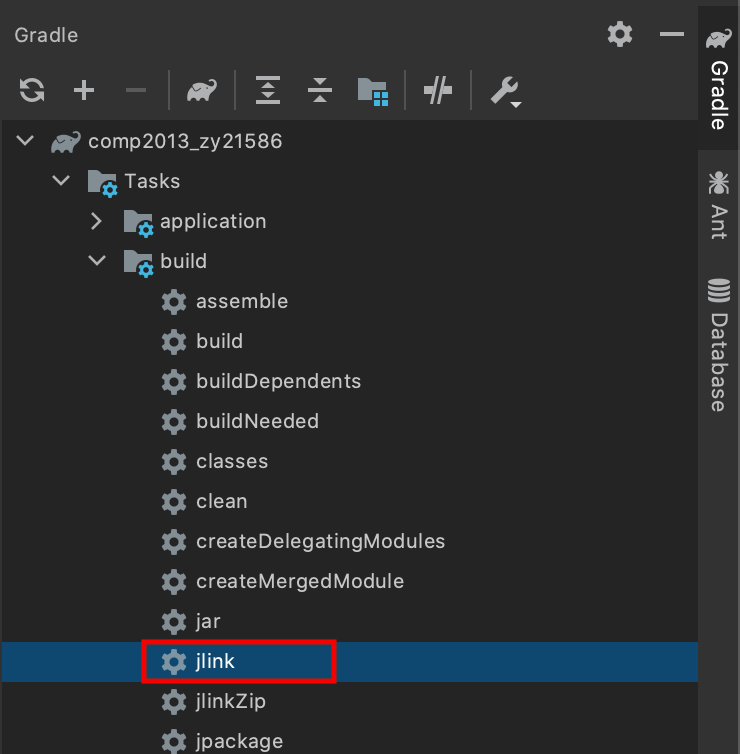 Gradle
comp2013_zy21586
Tasks
application
build
assemble
build
buildDependents
buildNeeded
classes
clean
createDelegatingModules
createMergedModule
jar
jlink
jlinkZip
jpackage
Gradle
Ant
Database